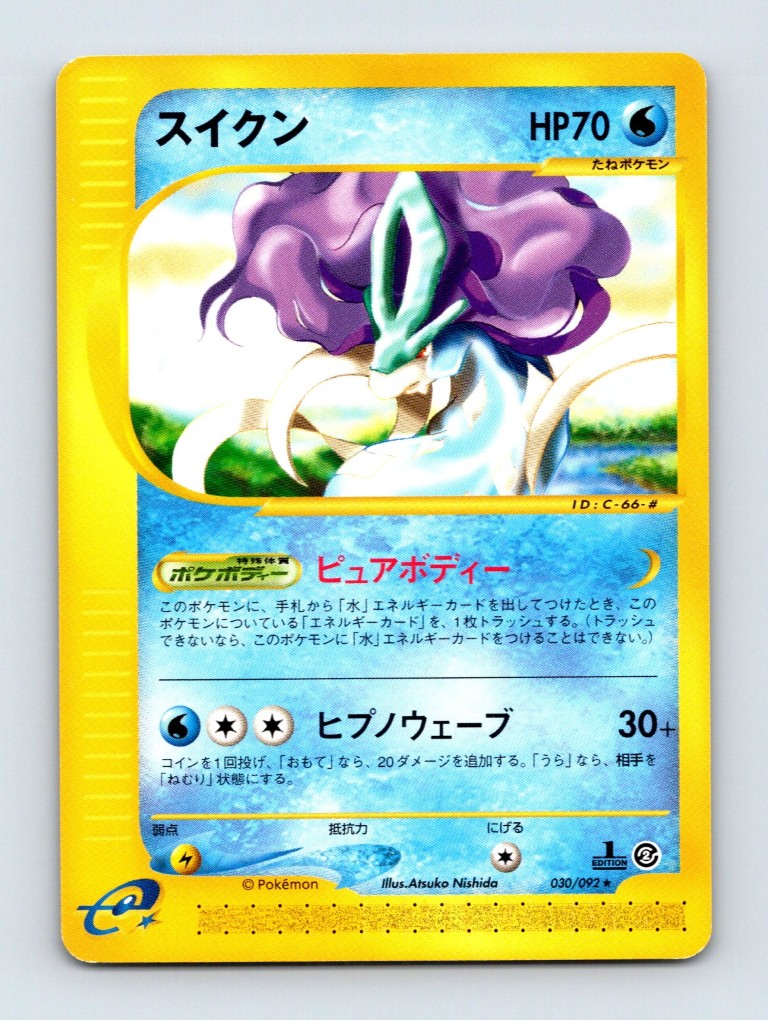 スイクン
HP70
たねポケモン
ID:C-66-#
特殊体質
ポケボディー
ピュアボディー
このポケモンに、手札から「水」エネルギーカードを出してつけたとき、この
ポケモンについている「エネルギーカード」を、1枚トラッシュする。(トラッシュ
できないなら、このポケモンに「水」エネルギーカードをつけることはできない。)
ヒプノウェーブ 30+
コインを1回投げ、「おもて」なら、20ダメージを追加する。「うら」なら、相手を
「ねむり」状態にする。
弱点 抵抗力 にげる
1
EDITION
2
© Pokémon Illus.Atsuko Nishida 030/092★
e